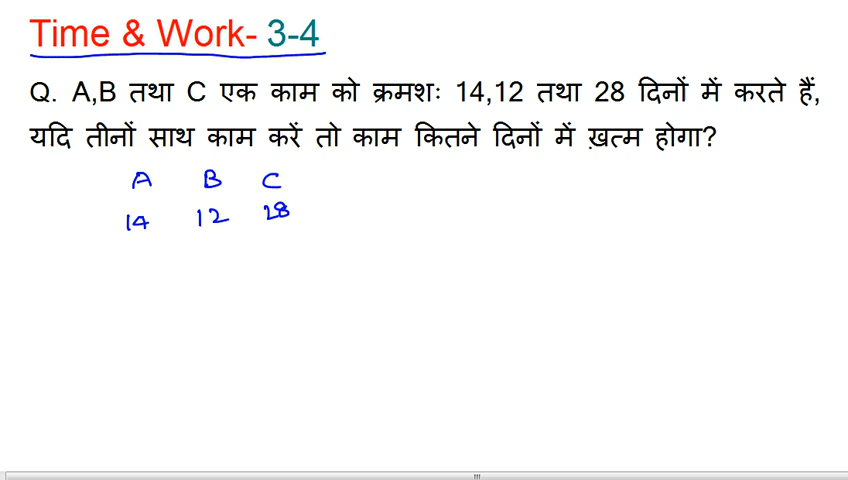 Time & Work- 3-4
Q. A,B तथा C एक काम को क्रमशः 14,12 तथा 28 दिनों में करते हैं,
यदि तीनों साथ काम करें तो काम कितने दिनों में ख़त्म होगा?
A B C
14 12 28